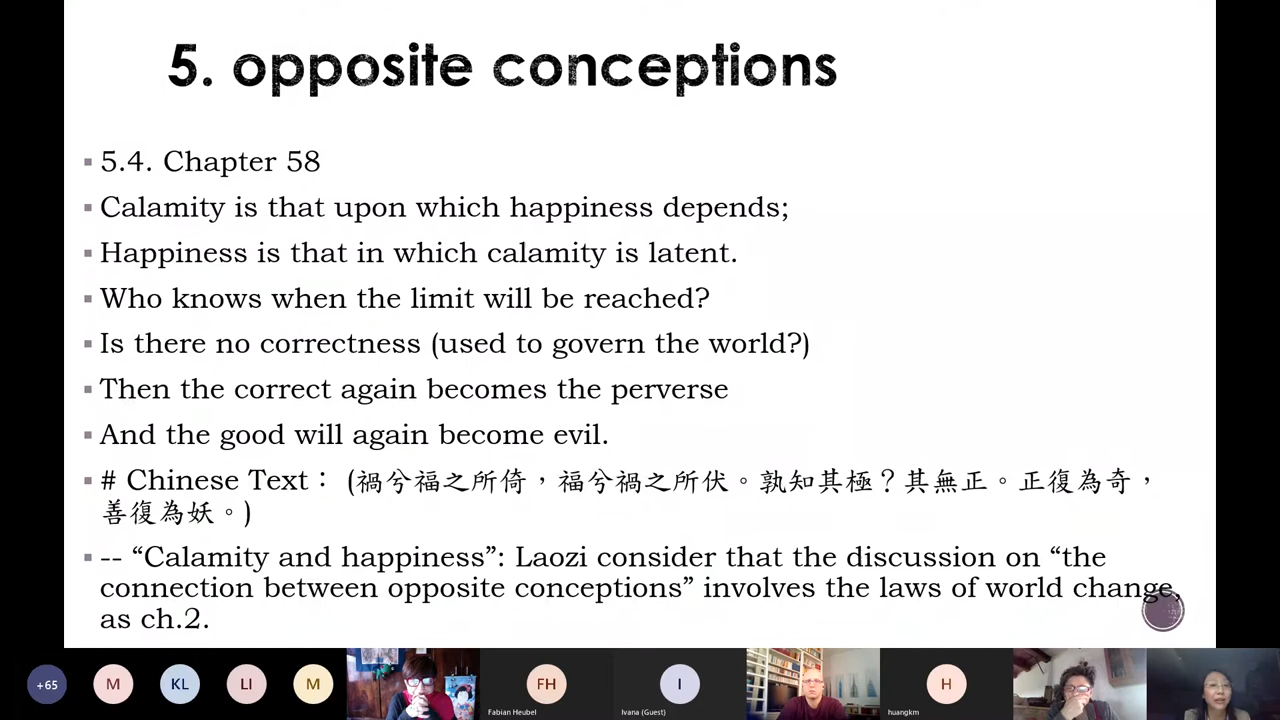 5. opposite conceptions
5.4. Chapter 58
Calamity is that upon which happiness depends;
Happiness is that in which calamity is latent.
Who knows when the limit will be reached?
Is there no correctness (used to govern the world?)
Then the correct again becomes the perverse
And the good will again become evil.
# Chinese Text： (禍兮福之所倚，福兮禍之所伏。孰知其極？其無正。正復為奇，
善復為妖。)
-- “Calamity and happiness”: Laozi consider that the discussion on “the
connection between opposite conceptions” involves the laws of world change,
as ch.2.
+65
M
KL
LI
M
FH
Fabian Heubel
I
Ivana (Guest)
H
huangkm